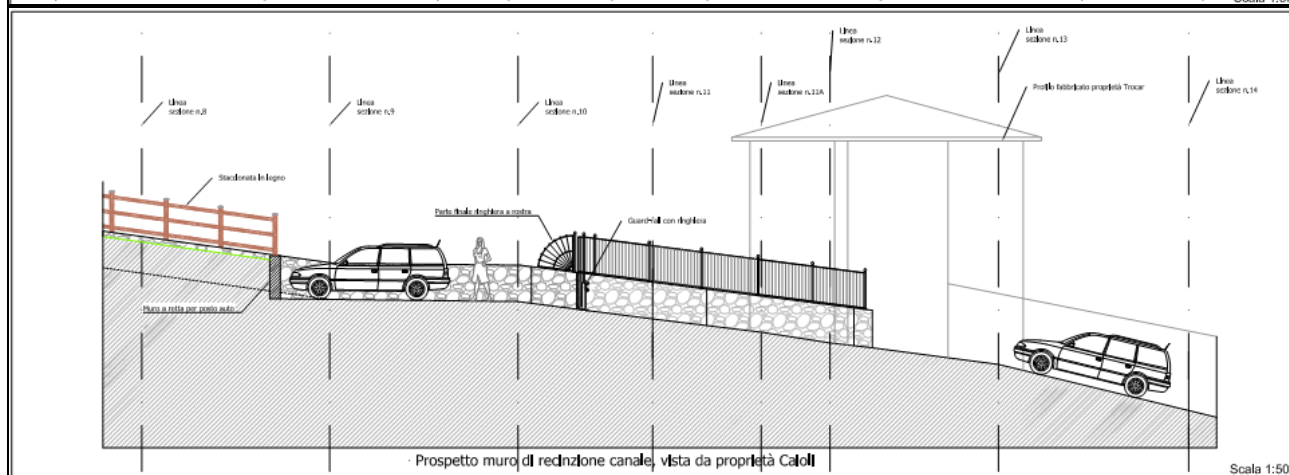 Linea
sezione n.12
Linea
sezione n.13
Linea
sezione n.11
Linea
sezione n.11A
Linea
sezione n.14
Profilo fabbricato proprietà Trocar
Linea
sezione n.8
Linea
sezione n.9
Linea
sezione n.10
Staccionata in legno
Parte finale ringhiera a rostra
Guard-rail con ringhiera
Muro a retta per posto auto
Prospetto muro di recinzione canale, vista da proprietà Caioli
Scala 1:50